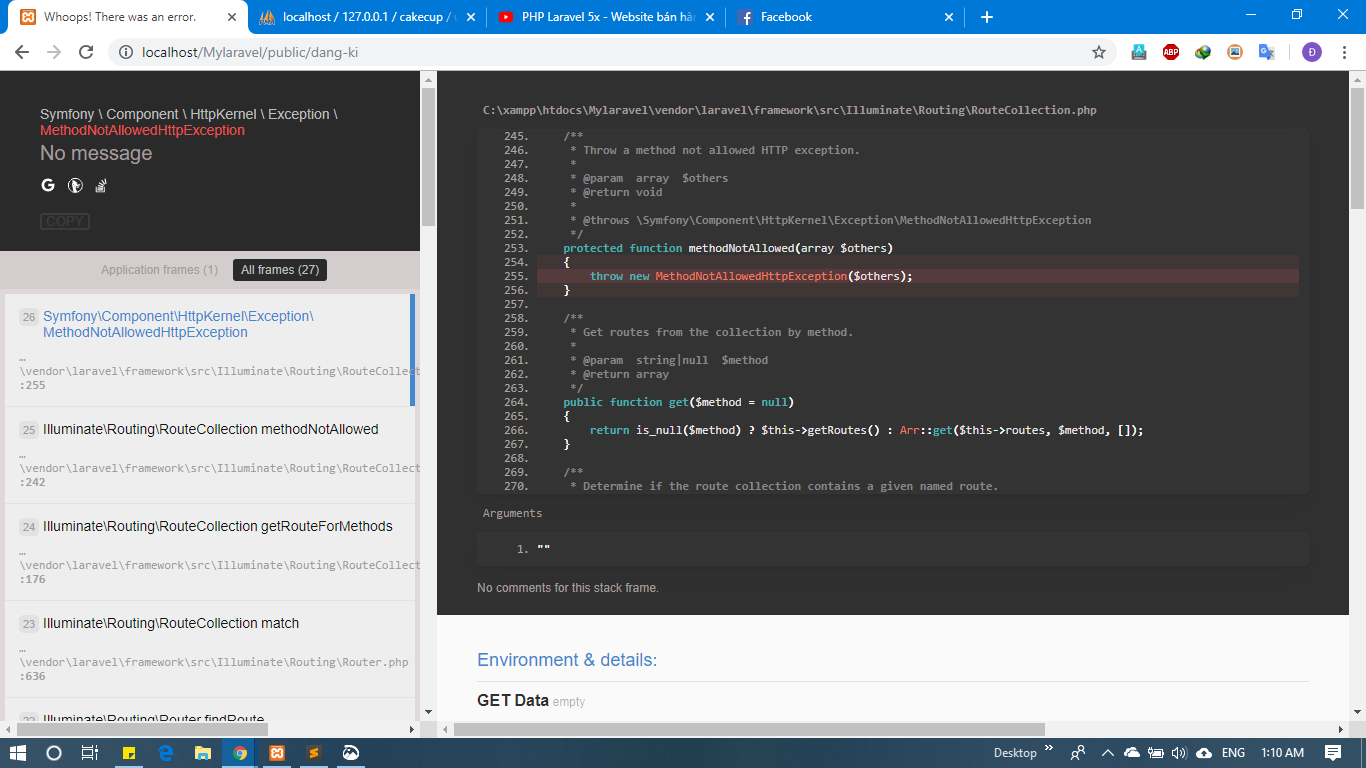 Whoops! There was an error.
localhost / 127.0.0.1 / cakecup / u
PHP Laravel 5x - Website bán hà
Facebook
localhost/Mylaravel/public/dang-ki
ABP
Đ
Symfony \ Component \ HttpKernel \ Exception \
MethodNotAllowedHttpException
No message
COPY
Application frames (1)
All frames (27)
26 Symfony\Component\HttpKernel\Exception\
MethodNotAllowedHttpException
…
\vendor\laravel\framework\src\Illuminate\Routing\RouteCollect
:255
25 Illuminate\Routing\RouteCollection methodNotAllowed
…
\vendor\laravel\framework\src\Illuminate\Routing\RouteCollect
:242
24 Illuminate\Routing\RouteCollection getRouteForMethods
…
\vendor\laravel\framework\src\Illuminate\Routing\RouteCollect
:176
23 Illuminate\Routing\RouteCollection match
…
\vendor\laravel\framework\src\Illuminate\Routing\Router.php
:636
22 Illuminate\Routing\Router findRoute
C:\xampp\htdocs\Mylaravel\vendor\laravel\framework\src\Illuminate\Routing\RouteCollection.php
245. /**
246. * Throw a method not allowed HTTP exception.
247. *
248. * @param  array  $others
249. * @return void
250. *
251. * @throws \Symfony\Component\HttpKernel\Exception\MethodNotAllowedHttpException
252. */
253. protected function methodNotAllowed(array $others)
254. {
255. throw new MethodNotAllowedHttpException($others);
256. }
257.
258. /**
259. * Get routes from the collection by method.
260. *
261. * @param  string|null  $method
262. * @return array
263. */
264. public function get($method = null)
265. {
266. return is_null($method) ? $this->getRoutes() : Arr::get($this->routes, $method, []);
267. }
268.
269. /**
270. * Determine if the route collection contains a given named route.
Arguments
1. ""
No comments for this stack frame.
Environment & details:
GET Data empty
Desktop
ENG
1:10 AM